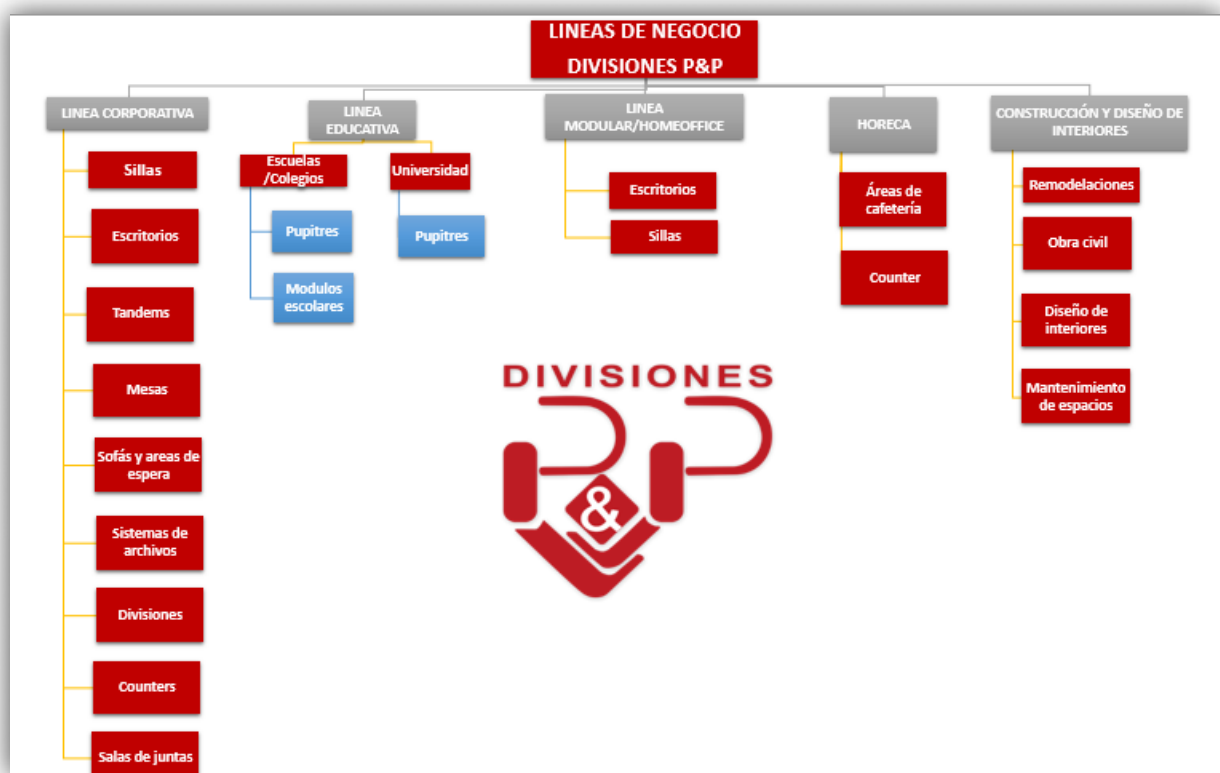 LINEAS DE NEGOCIO
DIVISIONES P&P
LINEA CORPORATIVA
Sillas
Escritorios
Tandems
Mesas
Sofás y areas de
espera
Sistemas de
archivos
Divisiones
Counters
Salas de juntas
LINEA
EDUCATIVA
Escuelas
/Colegios
Pupitres
Modulos
escolares
Universidad
Pupitres
LINEA
MODULAR/HOMEOFFICE
Escritorios
Sillas
HORECA
Áreas de
cafetería
Counter
CONSTRUCCIÓN Y DISEÑO DE
INTERIORES
Remodelaciones
Obra civil
Diseño de
interiores
Mantenimiento
de espacios
DIVISIONES
P&P